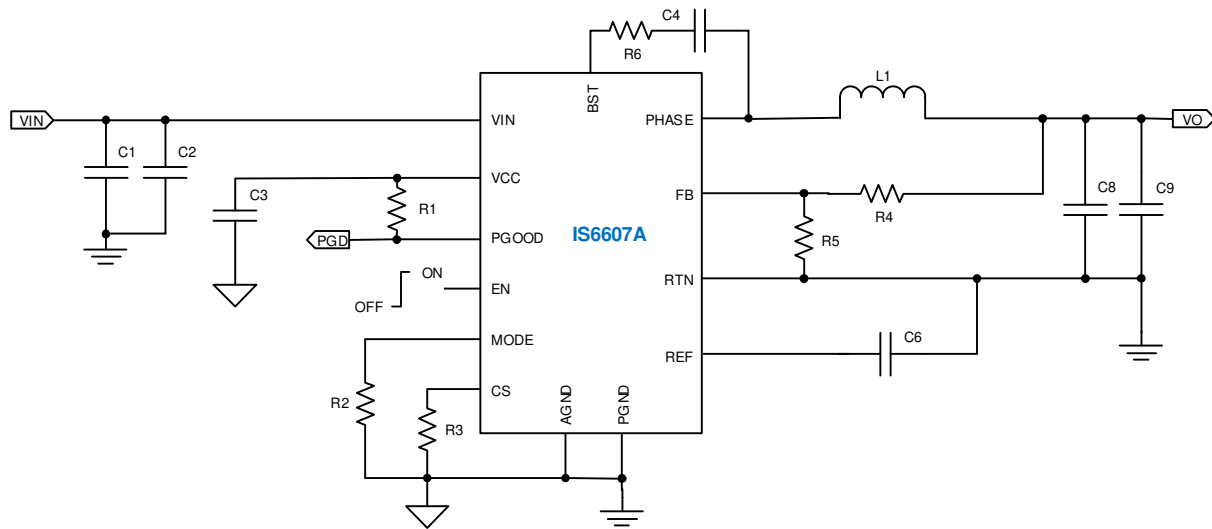 C4
R6
L1
BST
VIN
VIN
PHASE
VO
C1
C2
VCC
C3
R1
FB
R4
C8
C9
R5
PGD
PGOOD
IS6607A
ON
OFF
EN
RTN
MODE
REF
C6
R2
CS
R3
AGND
PGND